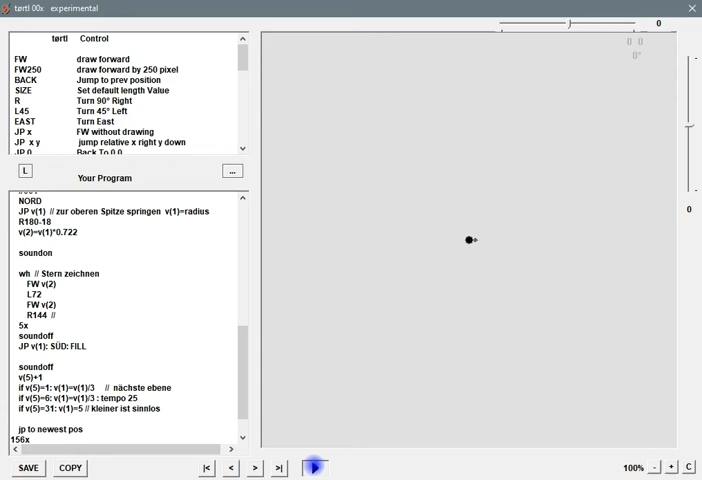 tørtl 00x experimental
0
tørtl Control
FW draw forward
FW250 draw forward by 250 pixel
BACK Jump to prev position
SIZE Set default length Value
R Turn 90° Right
L45 Turn 45° Left
EAST Turn East
JP x FW without drawing
JP x y jump relative x right y down
JP 0 Back To 0,0
0 0
0°
L
Your Program
...
NORD
JP v(1) // zur oberen Spitze springen v(1)=radius
R180-18
v(2)=v(1)*0.722
soundon
wh // Stern zeichnen
FW v(2)
L72
FW v(2)
R144 //
5x
soundoff
JP v(1): SÜD: FILL
soundoff
v(5)+1
if v(5)=1: v(1)=v(1)/3 // nächste ebene
if v(5)=6: v(1)=v(1)/3 : tempo 25
if v(5)=31: v(1)=5 // kleiner ist sinnlos
jp to newest pos
156x
0
SAVE COPY |< < > >| 100% - + C